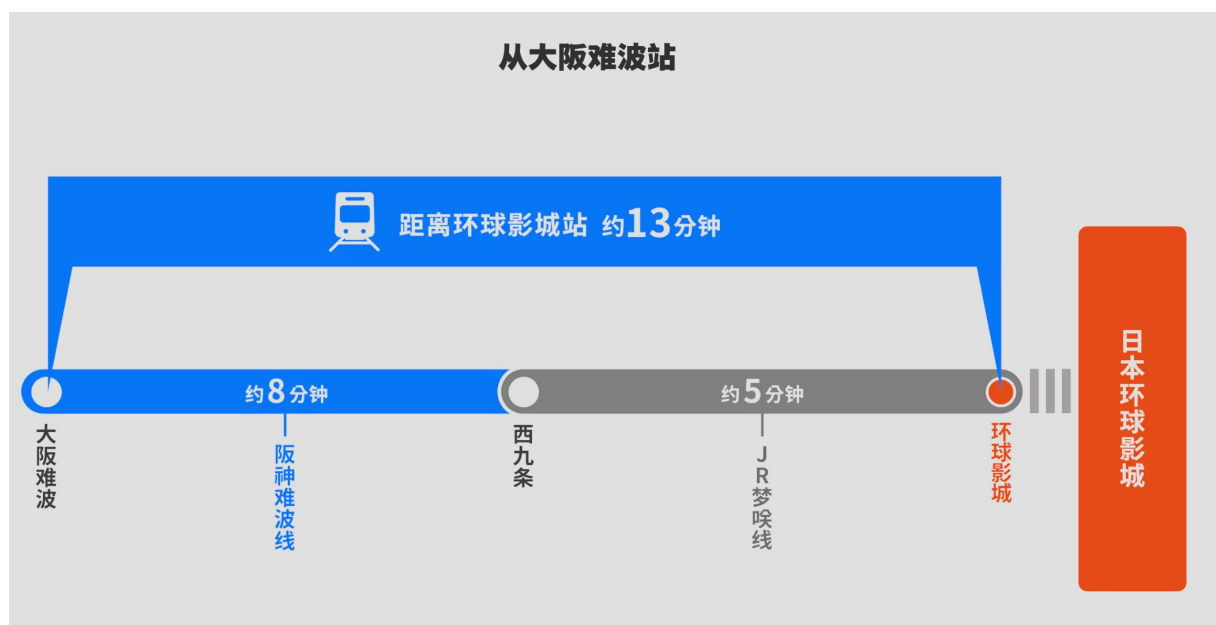 从大阪难波站
距离环球影城站 约13分钟
约8分钟
约5分钟
大阪难波
阪神难波线
西九条
JR梦咲线
环球影城
日本环球影城